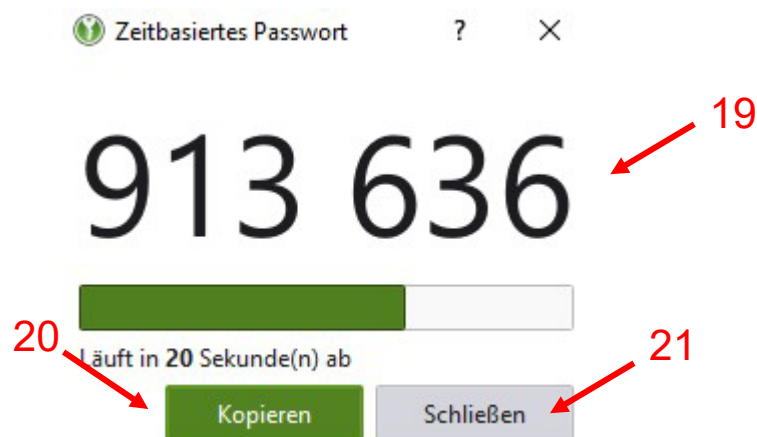 Zeitbasiertes Passwort ? ×
19
913 636
20
Läuft in 20 Sekunde(n) ab
21
Kopieren
Schließen